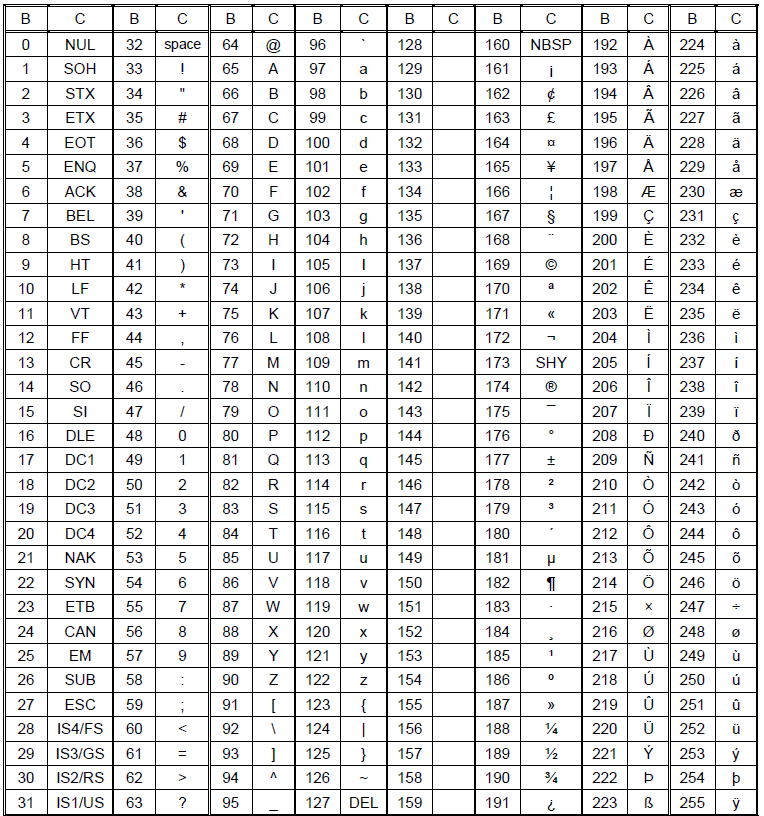 B C B C B C B C B C B C B C B C
0 NUL 32 space 64 @ 96 ` 128 160 NBSP 192 À 224 à
1 SOH 33 ! 65 A 97 a 129 161 ¡ 193 Á 225 á
2 STX 34 " 66 B 98 b 130 162 ¢ 194 Â 226 â
3 ETX 35 # 67 C 99 c 131 163 £ 195 Ã 227 ã
4 EOT 36 $ 68 D 100 d 132 164 ¤ 196 Ä 228 ä
5 ENQ 37 % 69 E 101 e 133 165 ¥ 197 Å 229 å
6 ACK 38 & 70 F 102 f 134 166 ¦ 198 Æ 230 æ
7 BEL 39 ' 71 G 103 g 135 167 § 199 Ç 231 ç
8 BS 40 ( 72 H 104 h 136 168 ¨ 200 È 232 è
9 HT 41 ) 73 I 105 l 137 169 © 201 É 233 é
10 LF 42 * 74 J 106 j 138 170 ª 202 Ê 234 ê
11 VT 43 + 75 K 107 k 139 171 « 203 Ë 235 ë
12 FF 44 , 76 L 108 l 140 172 ¬ 204 Ì 236 ì
13 CR 45 - 77 M 109 m 141 173 SHY 205 Í 237 í
14 SO 46 . 78 N 110 n 142 174 ® 206 Î 238 î
15 SI 47 / 79 O 111 o 143 175 ¯ 207 Ï 239 ï
16 DLE 48 0 80 P 112 p 144 176 ° 208 Ð 240 ð
17 DC1 49 1 81 Q 113 q 145 177 ± 209 Ñ 241 ñ
18 DC2 50 2 82 R 114 r 146 178 ² 210 Ò 242 ò
19 DC3 51 3 83 S 115 s 147 179 ³ 211 Ó 243 ó
20 DC4 52 4 84 T 116 t 148 180 ´ 212 Ô 244 ô
21 NAK 53 5 85 U 117 u 149 181 µ 213 Õ 245 õ
22 SYN 54 6 86 V 118 v 150 182 ¶ 214 Ö 246 ö
23 ETB 55 7 87 W 119 w 151 183 · 215 × 247 ÷
24 CAN 56 8 88 X 120 x 152 184 ¸ 216 Ø 248 ø
25 EM 57 9 89 Y 121 y 153 185 ¹ 217 Ù 249 ù
26 SUB 58 : 90 Z 122 z 154 186 º 218 Ú 250 ú
27 ESC 59 ; 91 [ 123 { 155 187 » 219 Û 251 û
28 IS4/FS 60 < 92 \ 124 | 156 188 ¼ 220 Ü 252 ü
29 IS3/GS 61 = 93 ] 125 } 157 189 ½ 221 Ý 253 ý
30 IS2/RS 62 > 94 ^ 126 ~ 158 190 ¾ 222 Þ 254 þ
31 IS1/US 63 ? 95 _ 127 DEL 159 191 ¿ 223 ß 255 ÿ